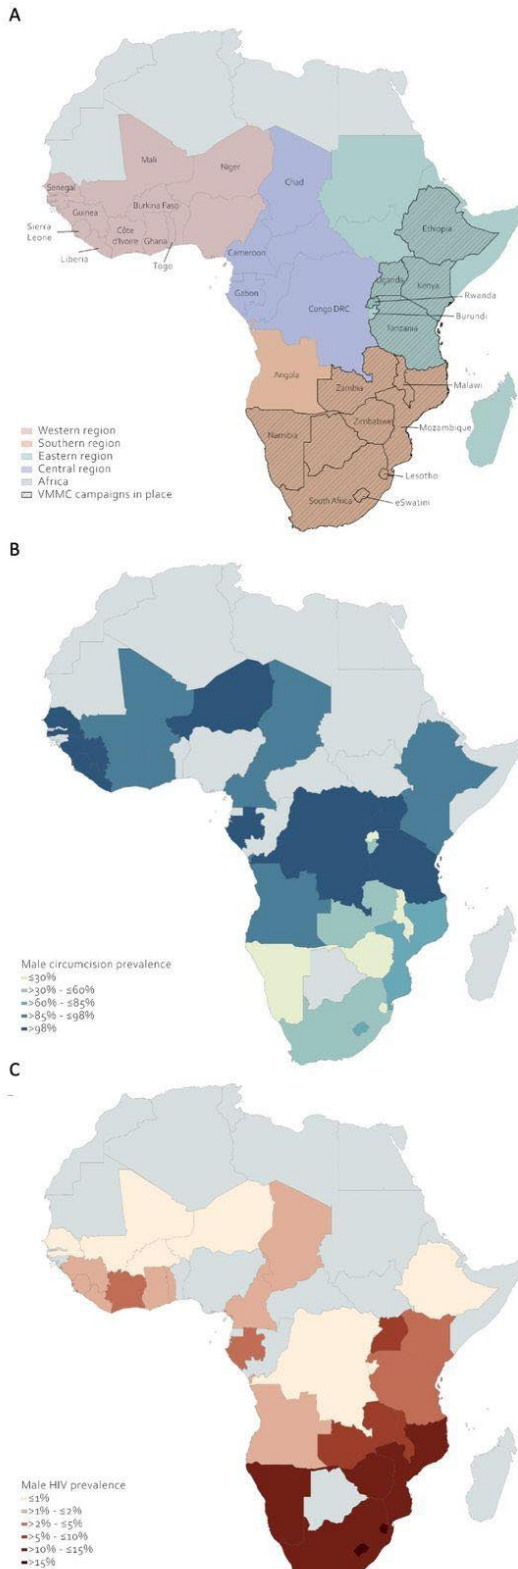 A
Mali
Niger
Chad
Senegal
Burkina Faso
Guinea
Ethiopia
Sierra
Leone
Côte
d'Ivoire
Ghana
Cameroon
Liberia
Togo
Uganda
Kenya
Gabon
Congo DRC
Rwanda
Burundi
Tanzania
Angola
Zambia
Malawi
Zimbabwe
Mozambique
Namibia
Lesotho
South Africa
eSwatini
Western region
Southern region
Eastern region
Central region
Africa
VMMC campaigns in place
B
Male circumcision prevalence
≤30%
>30% - ≤60%
>60% - ≤85%
>85% - ≤98%
>98%
C
Male HIV prevalence
≤1%
>1% - ≤2%
>2% - ≤5%
>5% - ≤10%
>10% - ≤15%
>15%